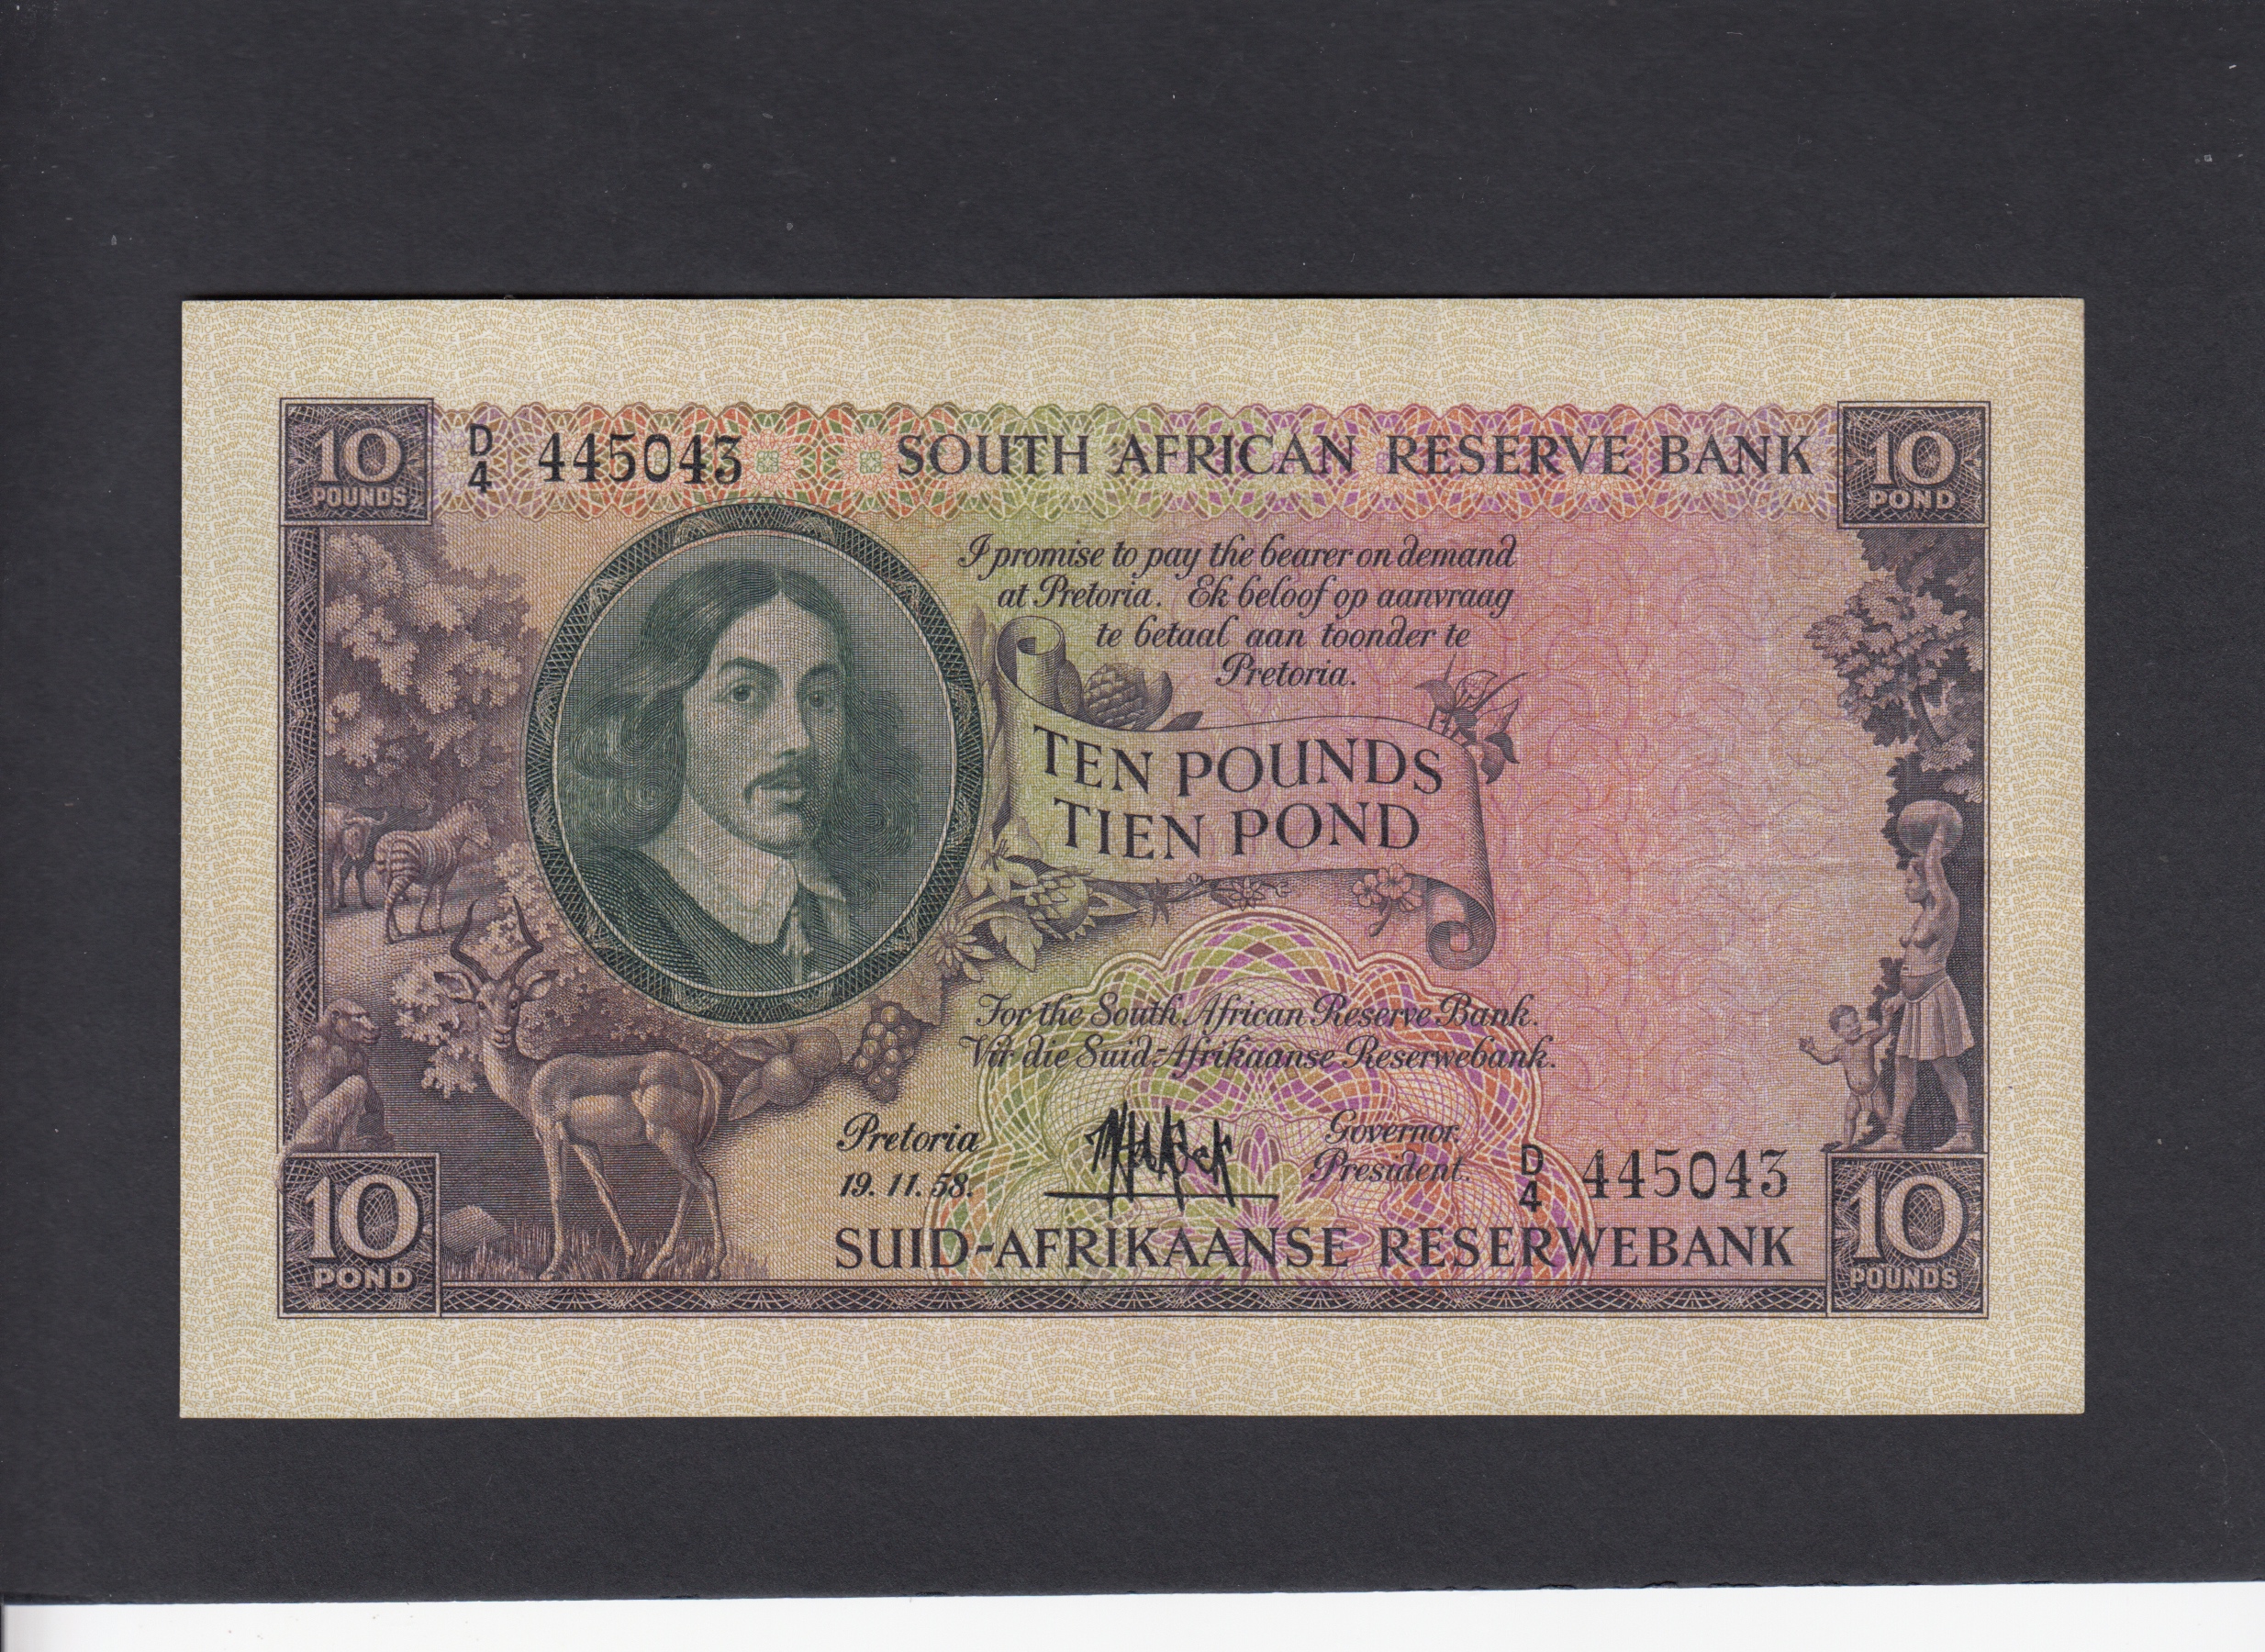 10
POUNDS
D/4 445043
SOUTH AFRICAN RESERVE BANK
10
POND
I promise to pay the bearer on demand
at Pretoria. Ek beloof op aanvraag
te betaal aan toonder te
Pretoria.
TEN POUNDS
TIEN POND
For the South African Reserve Bank.
Vir die Suid-Afrikaanse Reserwebank.
Pretoria
19.11.58.
Governor.
President.
D/4 445043
10
POND
SUID-AFRIKAANSE RESERWEBANK
10
POUNDS